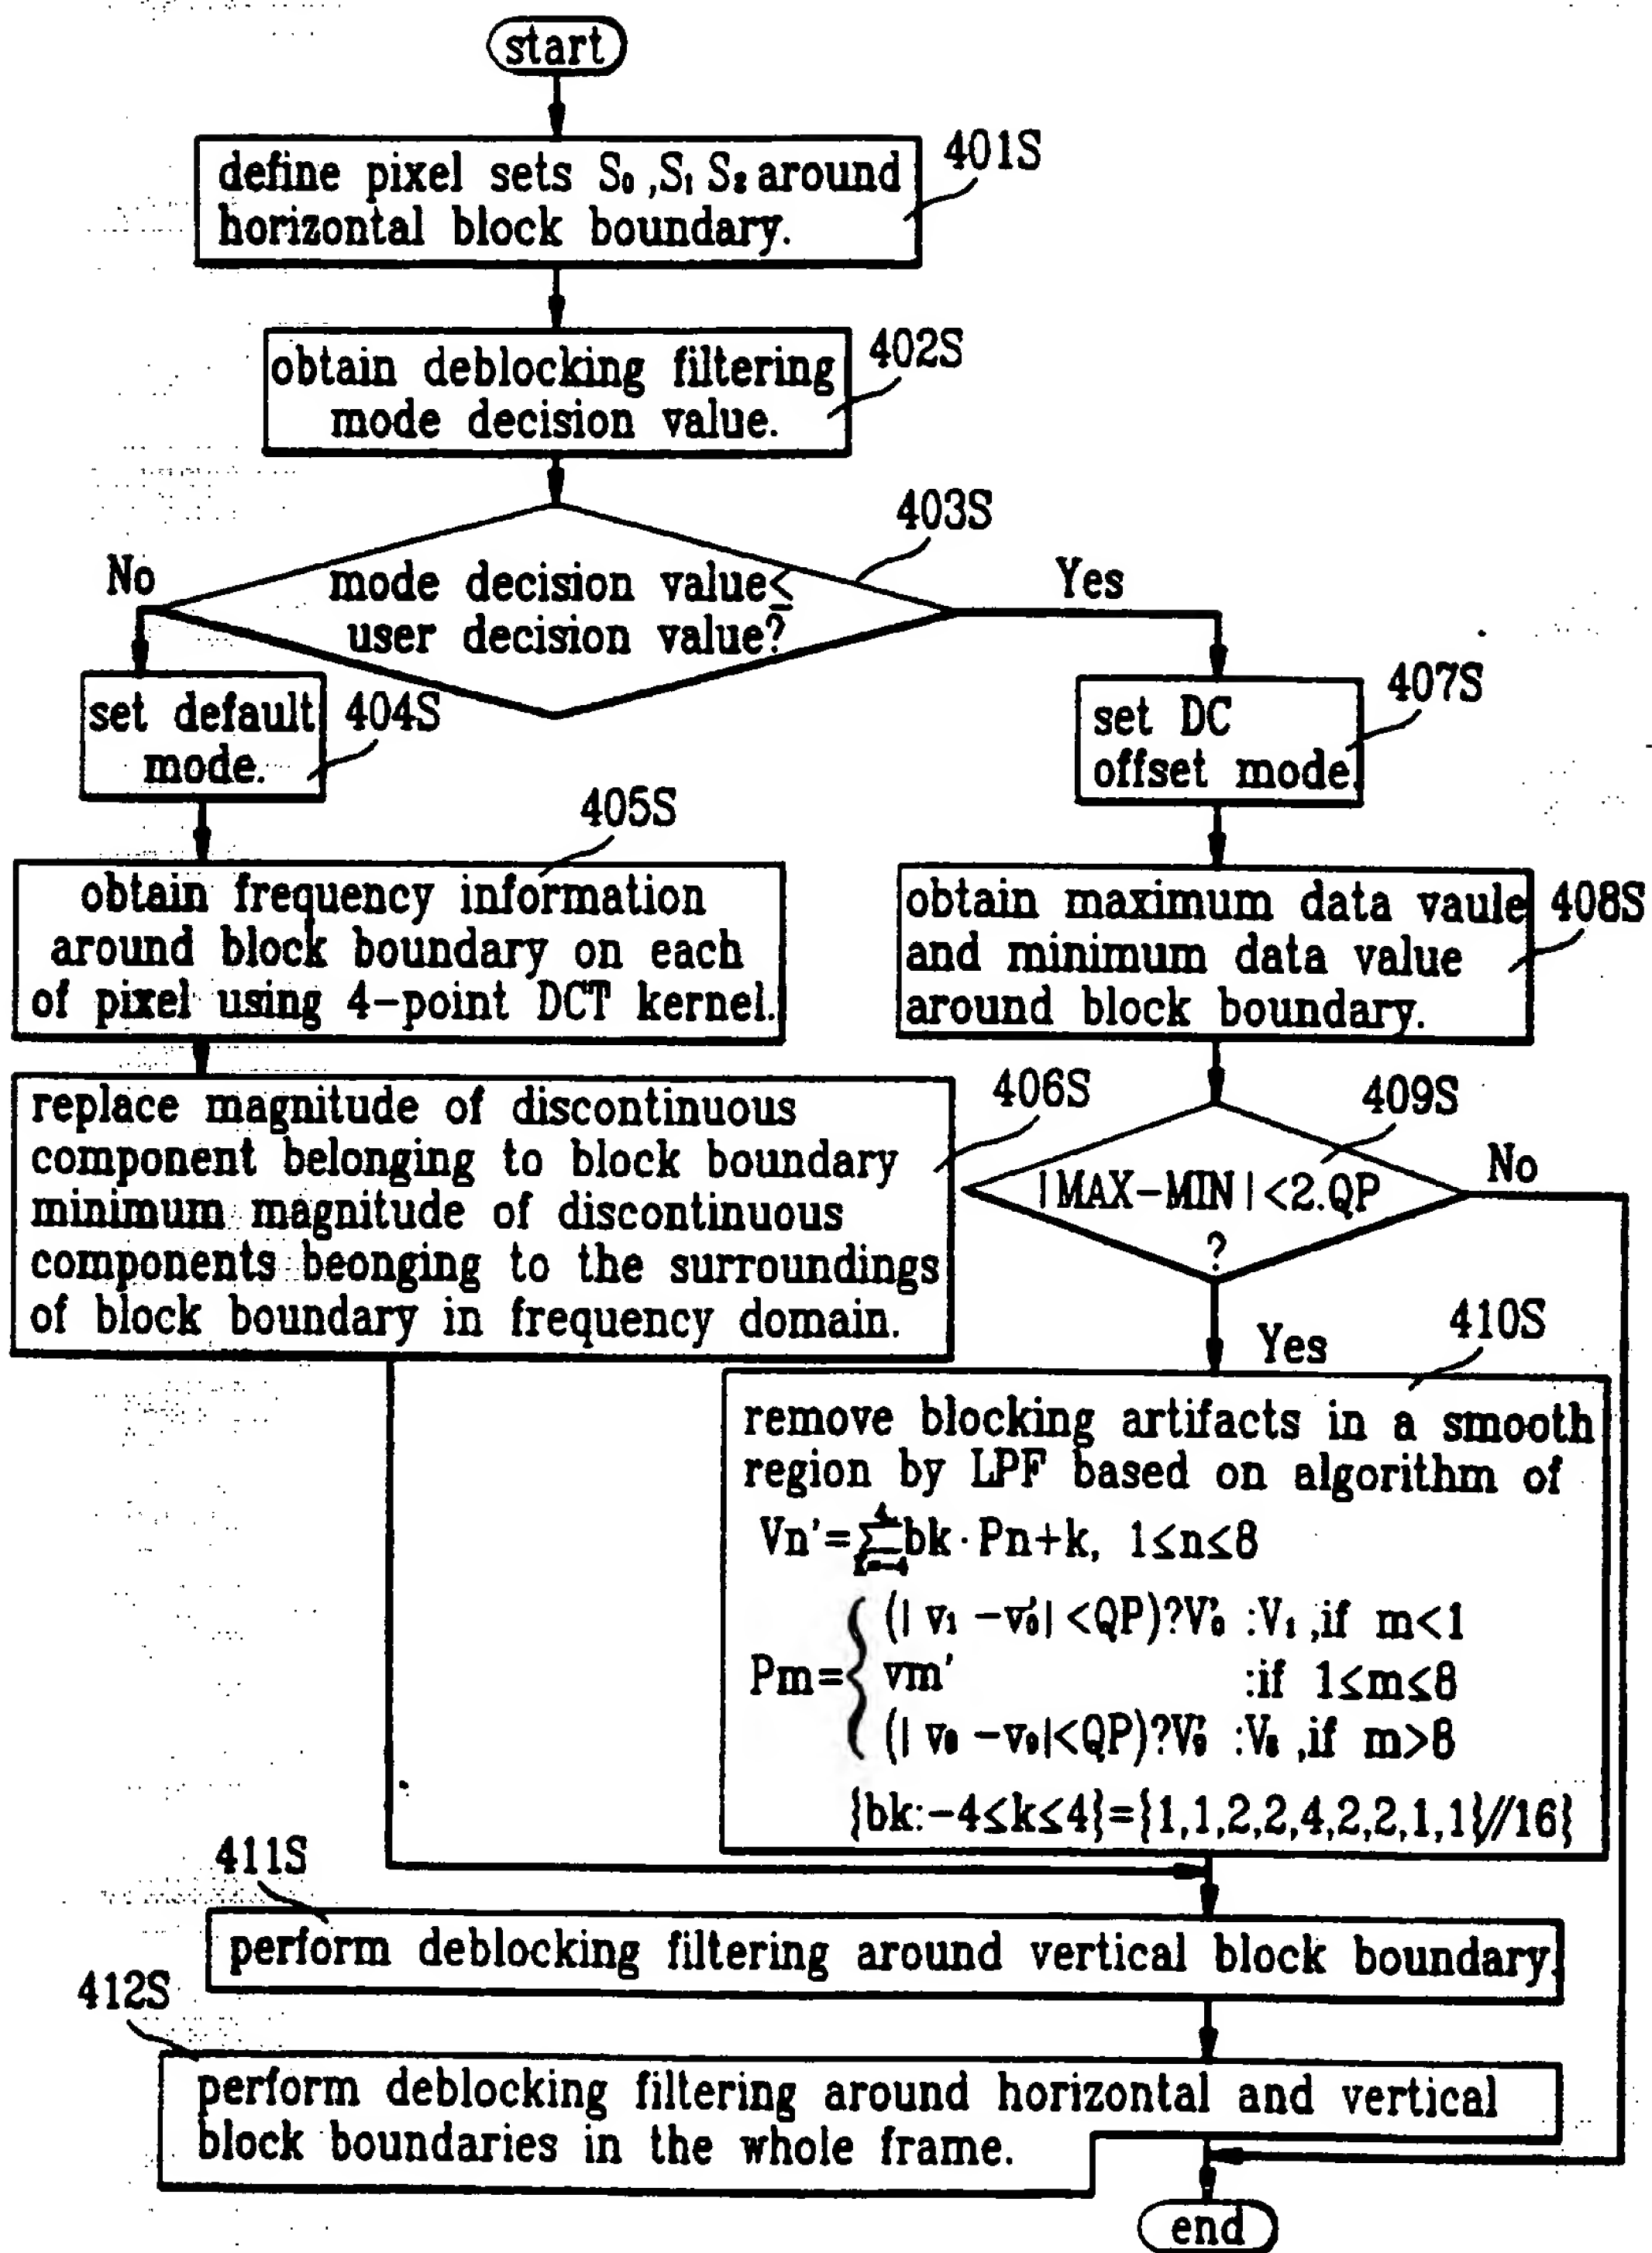 start
401S
define pixel sets S₀,S₁ S₂ around
horizontal block boundary.
402S
obtain deblocking filtering
mode decision value.
403S
No
Yes
mode decision value≤
user decision value?
set default
mode.
404S
407S
set DC
offset mode.
405S
obtain frequency information
around block boundary on each
of pixel using 4-point DCT kernel.
408S
obtain maximum data vaule
and minimum data value
around block boundary.
406S
replace magnitude of discontinuous
component belonging to block boundary
minimum magnitude of discontinuous
components beonging to the surroundings
of block boundary in frequency domain.
409S
No
|MAX-MIN|<2.QP
?
Yes
410S
remove blocking artifacts in a smooth
region by LPF based on algorithm of
Vn'=∑bk·Pn+k, 1≤n≤8
(| v₁ -v₀'| <QP)?V₀' :V₁ ,if m<1
Pm={ vm' :if 1≤m≤8
(| v₈ -v₉|<QP)?V₉' :V₈ ,if m>8
{bk:-4≤k≤4}={1,1,2,2,4,2,2,1,1}//16}
411S
perform deblocking filtering around vertical block boundary.
412S
perform deblocking filtering around horizontal and vertical
block boundaries in the whole frame.
end